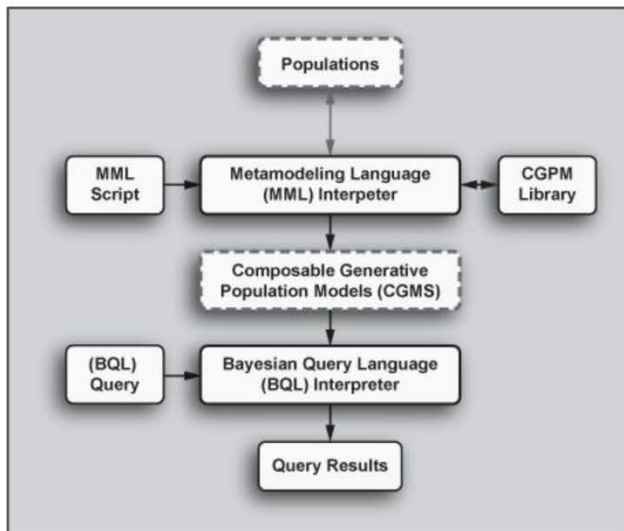 Populations
MML
Script
Metamodeling Language
(MML) Interpeter
CGPM
Library
Composable Generative
Population Models (CGMS)
(BQL)
Query
Bayesian Query Language
(BQL) Interpreter
Query Results